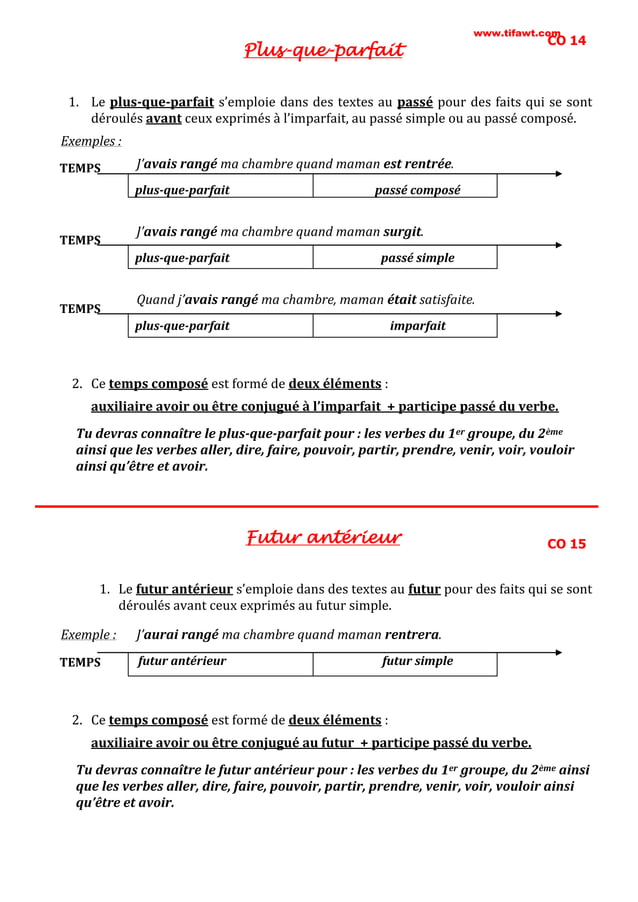 www.tifawt.com
CO 14
Plus-que-parfait
1. Le plus-que-parfait s'emploie dans des textes au passé pour des faits qui se sont
déroulés avant ceux exprimés à l'imparfait, au passé simple ou au passé composé.
Exemples :
J'avais rangé ma chambre quand maman est rentrée.
TEMPS
plus-que-parfait passé composé
J'avais rangé ma chambre quand maman surgit.
TEMPS
plus-que-parfait passé simple
Quand j'avais rangé ma chambre, maman était satisfaite.
TEMPS
plus-que-parfait imparfait
2. Ce temps composé est formé de deux éléments :
auxiliaire avoir ou être conjugué à l'imparfait + participe passé du verbe.
Tu devras connaître le plus-que-parfait pour : les verbes du 1er groupe, du 2ème
ainsi que les verbes aller, dire, faire, pouvoir, partir, prendre, venir, voir, vouloir
ainsi qu'être et avoir.
Futur antérieur
CO 15
1. Le futur antérieur s'emploie dans des textes au futur pour des faits qui se sont
déroulés avant ceux exprimés au futur simple.
Exemple : J'aurai rangé ma chambre quand maman rentrera.
TEMPS futur antérieur futur simple
2. Ce temps composé est formé de deux éléments :
auxiliaire avoir ou être conjugué au futur + participe passé du verbe.
Tu devras connaître le futur antérieur pour : les verbes du 1er groupe, du 2ème ainsi
que les verbes aller, dire, faire, pouvoir, partir, prendre, venir, voir, vouloir ainsi
qu'être et avoir.